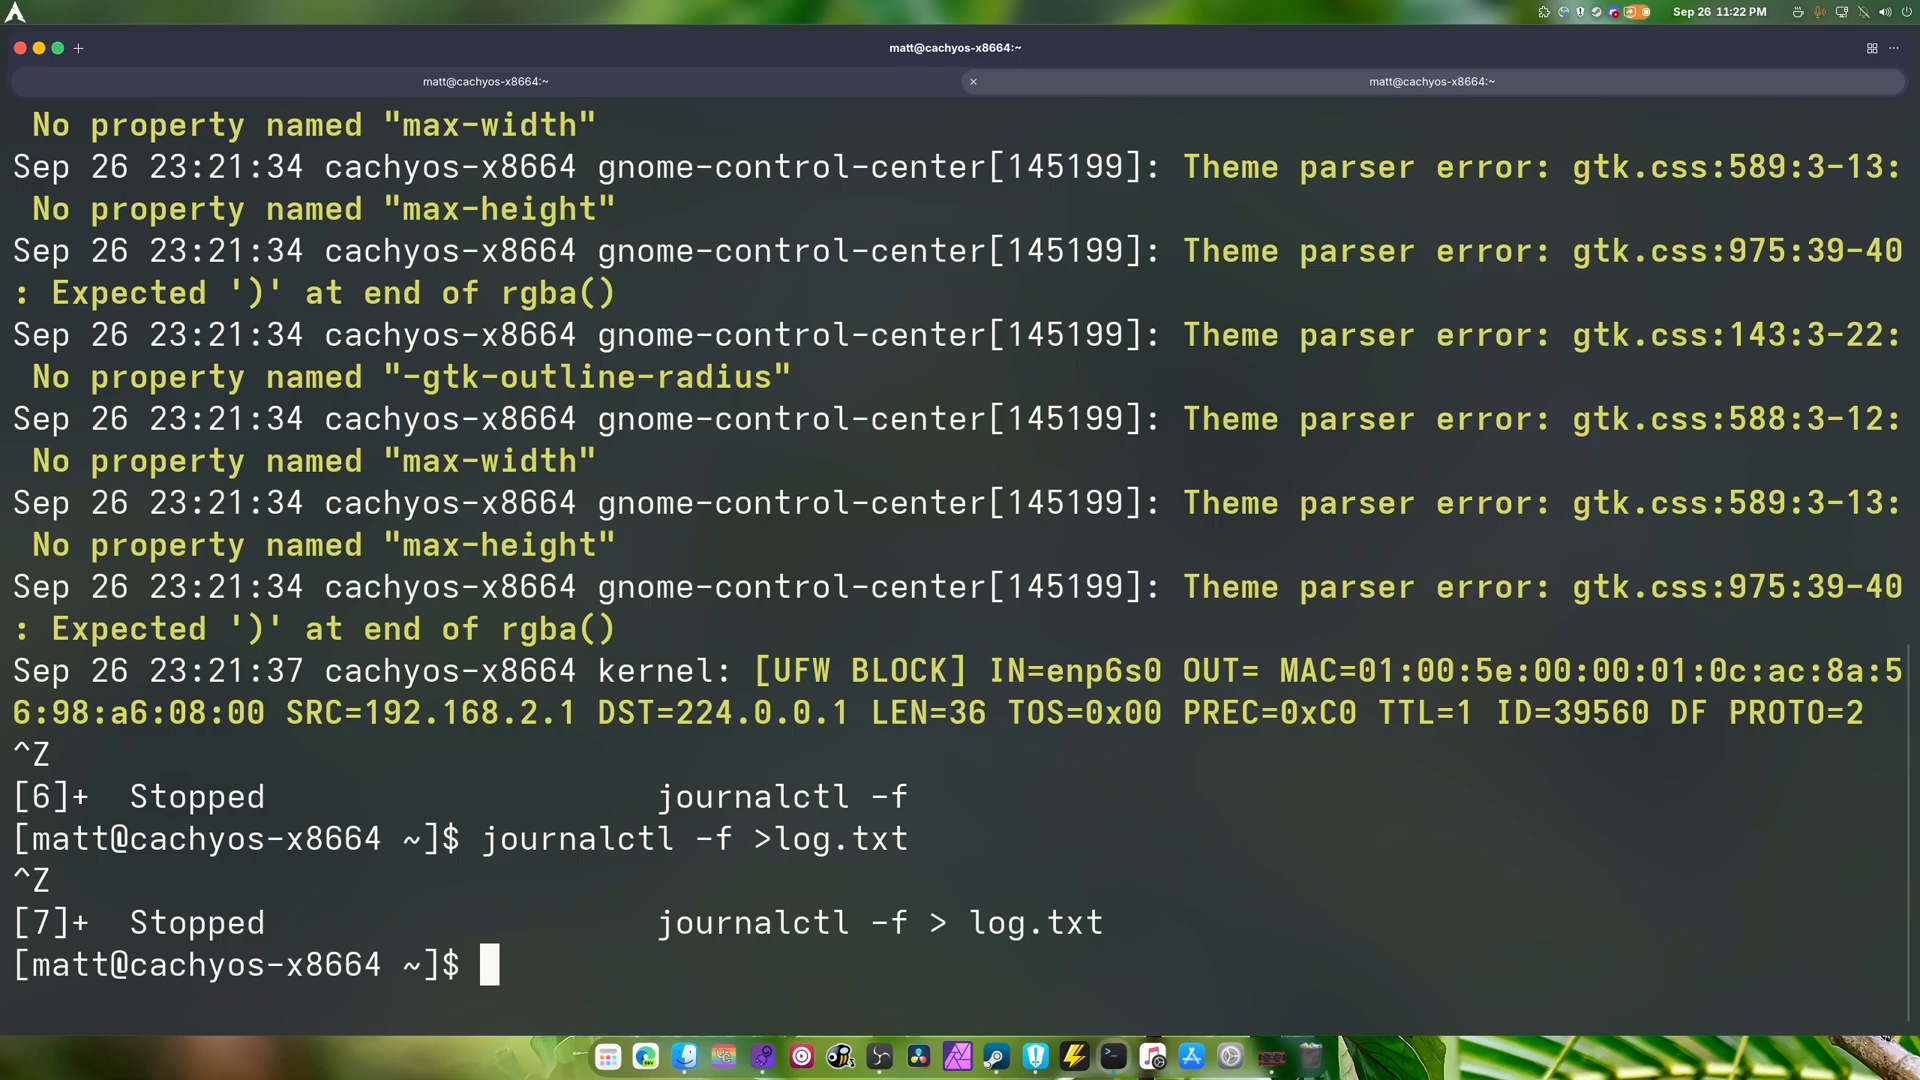 Sep 26 11:22 PM
matt@cachyos-x8664:~
matt@cachyos-x8664:~
matt@cachyos-x8664:~
No property named "max-width"
Sep 26 23:21:34 cachyos-x8664 gnome-control-center[145199]: Theme parser error: gtk.css:589:3-13:
No property named "max-height"
Sep 26 23:21:34 cachyos-x8664 gnome-control-center[145199]: Theme parser error: gtk.css:975:39-40
: Expected ')' at end of rgba()
Sep 26 23:21:34 cachyos-x8664 gnome-control-center[145199]: Theme parser error: gtk.css:143:3-22:
No property named "-gtk-outline-radius"
Sep 26 23:21:34 cachyos-x8664 gnome-control-center[145199]: Theme parser error: gtk.css:588:3-12:
No property named "max-width"
Sep 26 23:21:34 cachyos-x8664 gnome-control-center[145199]: Theme parser error: gtk.css:589:3-13:
No property named "max-height"
Sep 26 23:21:34 cachyos-x8664 gnome-control-center[145199]: Theme parser error: gtk.css:975:39-40
: Expected ')' at end of rgba()
Sep 26 23:21:37 cachyos-x8664 kernel: [UFW BLOCK] IN=enp6s0 OUT= MAC=01:00:5e:00:00:01:0c:ac:8a:5
6:98:a6:08:00 SRC=192.168.2.1 DST=224.0.0.1 LEN=36 TOS=0x00 PREC=0xC0 TTL=1 ID=39560 DF PROTO=2
^Z
[6]+  Stopped                    journalctl -f
[matt@cachyos-x8664 ~]$ journalctl -f >log.txt
^Z
[7]+  Stopped                    journalctl -f > log.txt
[matt@cachyos-x8664 ~]$